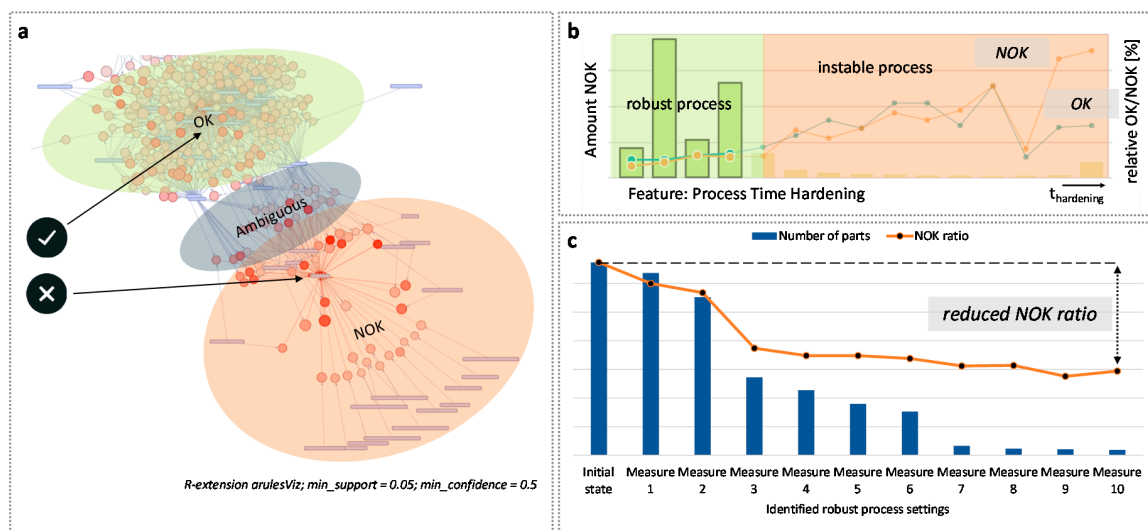 a
OK
Ambiguous
NOK
R-extension arulesViz; min_support = 0.05; min_confidence = 0.5
b
Amount NOK
robust process
instable process
NOK
OK
relative OK/NOK [%]
Feature: Process Time Hardening
t hardening
c
Number of parts
NOK ratio
reduced NOK ratio
Initial state
Measure 1
Measure 2
Measure 3
Measure 4
Measure 5
Measure 6
Measure 7
Measure 8
Measure 9
Measure 10
Identified robust process settings